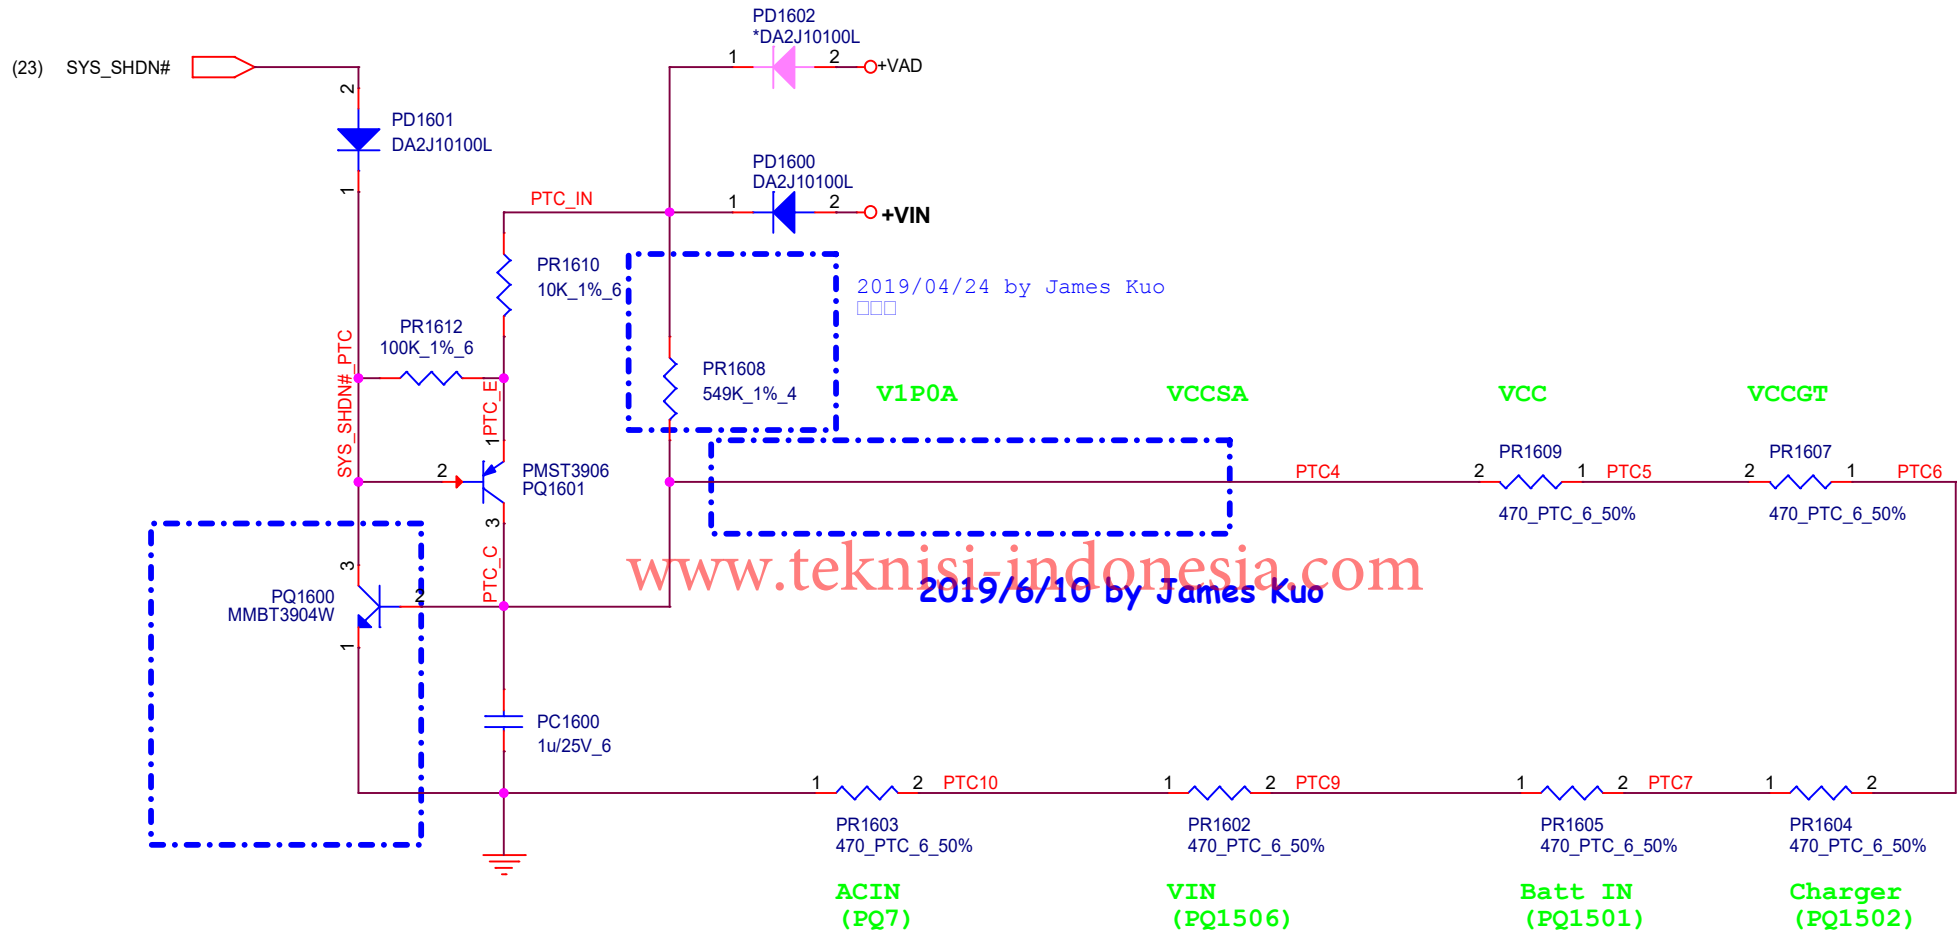 PD1602
*DA2J10100L
1 2 +VAD
(23) SYS_SHDN#
2
PD1601
DA2J10100L
1
PD1600
DA2J10100L
1 2 +VIN
PTC_IN
PR1610
10K_1%_6
2019/04/24 by James Kuo
□□□
PR1612
100K_1%_6
PR1608
549K_1%_4
SYS_SHDN#_PTC
PTC_E
V1P0A VCCSA VCC VCCGT
1
2
PMST3906
PQ1601
3
PTC_C
PTC4
PR1609
2 1
470_PTC_6_50%
PTC5
PR1607
2 1
470_PTC_6_50%
PTC6
www.teknisi-indonesia.com
2019/6/10 by James Kuo
3
PQ1600
MMBT3904W
2
1
PC1600
1u/25V_6
1 2 PTC10 1 2 PTC9 1 2 PTC7 1 2
PR1603
470_PTC_6_50%
PR1602
470_PTC_6_50%
PR1605
470_PTC_6_50%
PR1604
470_PTC_6_50%
ACIN
(PQ7)
VIN
(PQ1506)
Batt IN
(PQ1501)
Charger
(PQ1502)